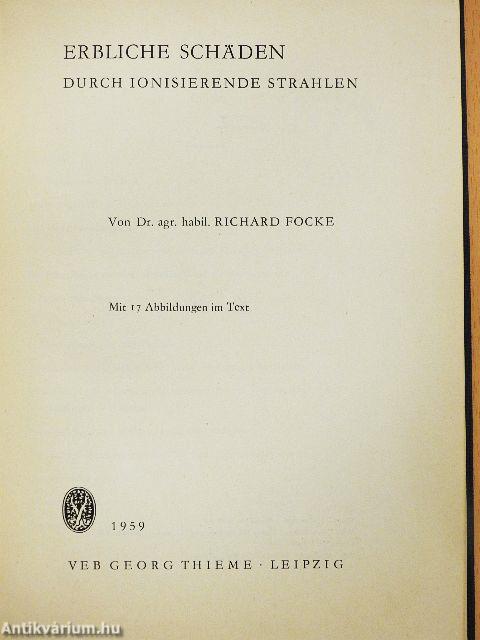 ERBLICHE SCHÄDEN
DURCH IONISIERENDE STRAHLEN
Von Dr. agr. habil. RICHARD FOCKE
Mit 17 Abbildungen im Text
1959
VEB GEORG THIEME · LEIPZIG
Antikvárium.hu